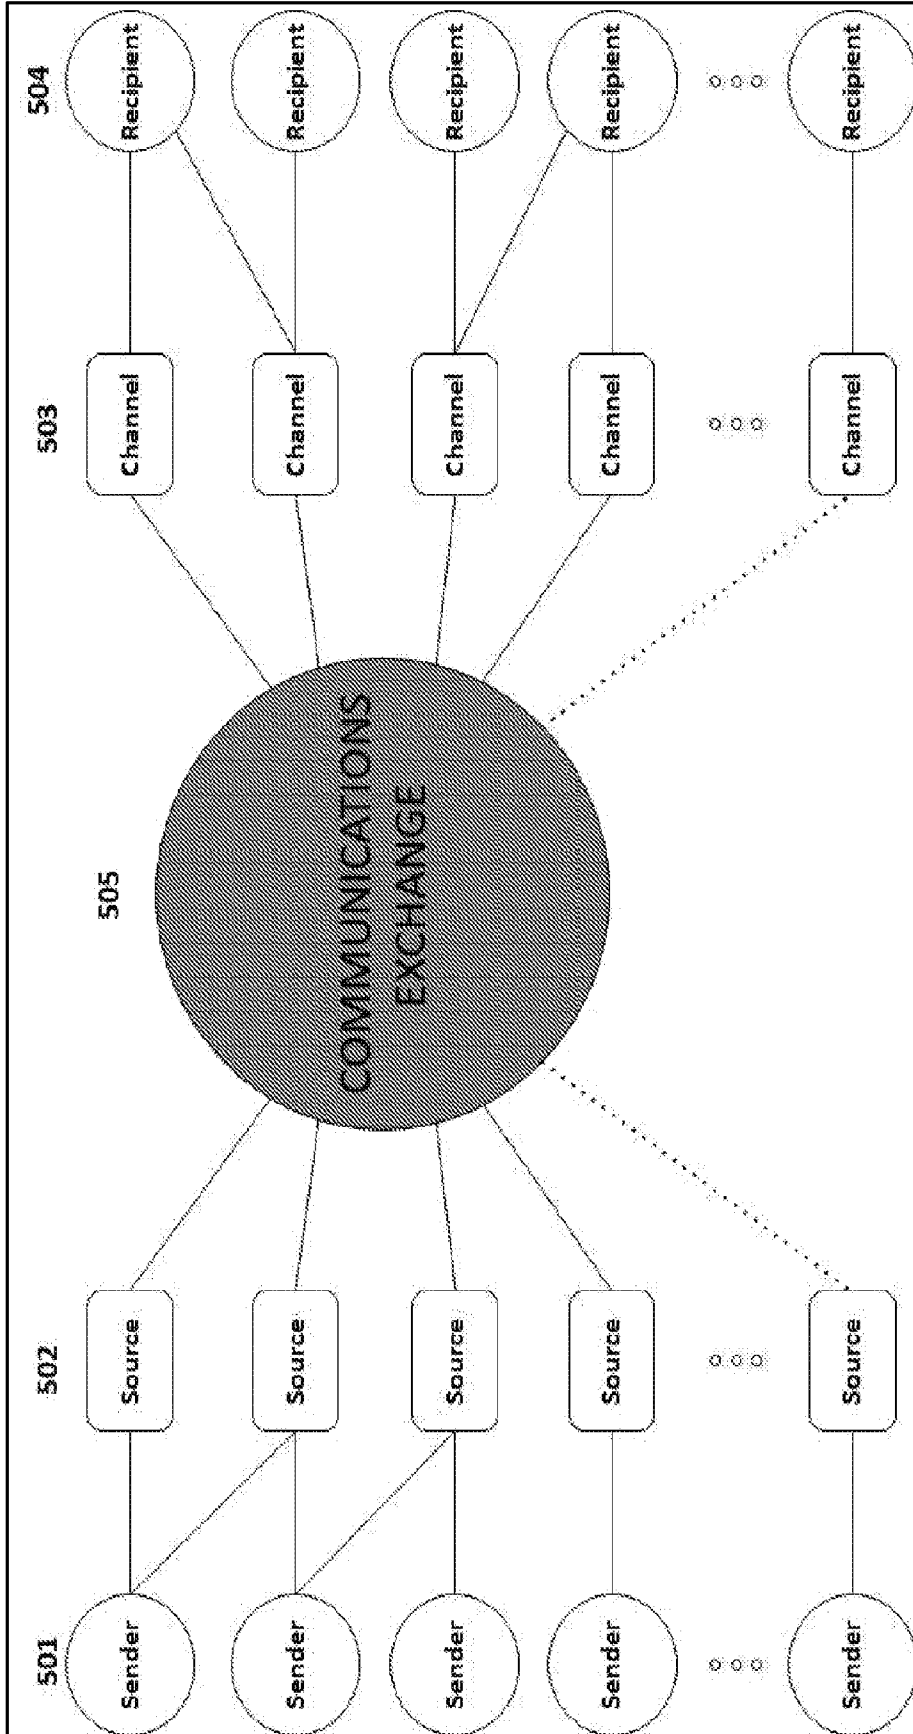 501
502
505
503
504
Sender
Source
COMMUNICATIONS
EXCHANGE
Channel
Recipient
Sender
Source
Channel
Recipient
Sender
Source
Channel
Recipient
Sender
Source
Channel
Recipient
Sender
Source
Channel
Recipient